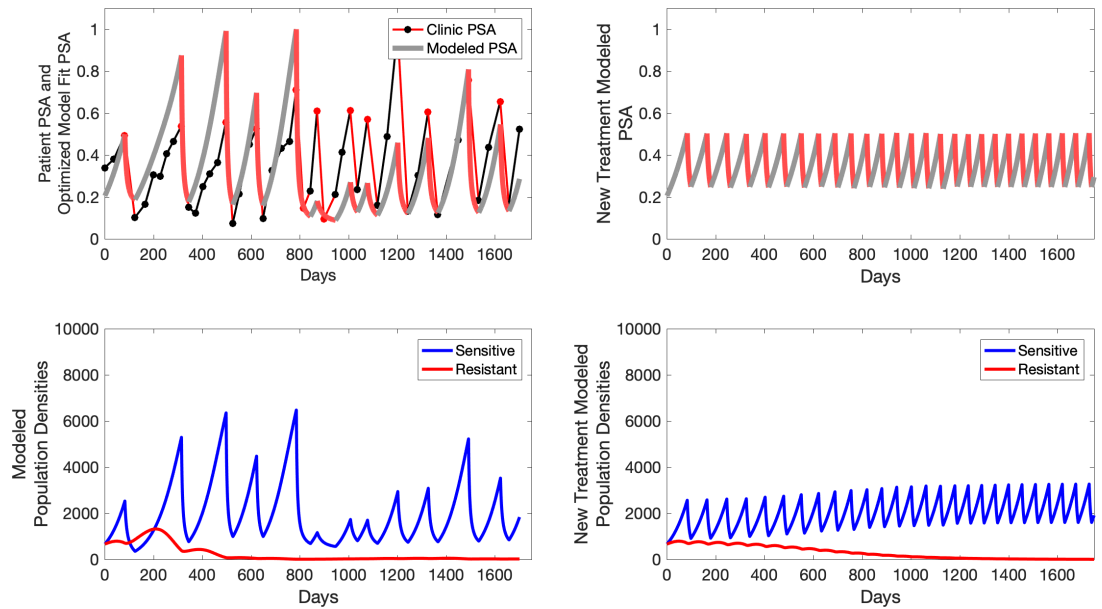 Patient PSA and
Optimized Model Fit PSA
1
0.8
0.6
0.4
0.2
0
Clinic PSA
Modeled PSA
0 200 400 600 800 1000 1200 1400 1600
Days
New Treatment Modeled
PSA
1
0.8
0.6
0.4
0.2
0
0 200 400 600 800 1000 1200 1400 1600
Days
Modeled
Population Densities
10000
8000
6000
4000
2000
0
Sensitive
Resistant
0 200 400 600 800 1000 1200 1400 1600
Days
New Treatment Modeled
Population Densities
10000
8000
6000
4000
2000
0
Sensitive
Resistant
0 200 400 600 800 1000 1200 1400 1600
Days